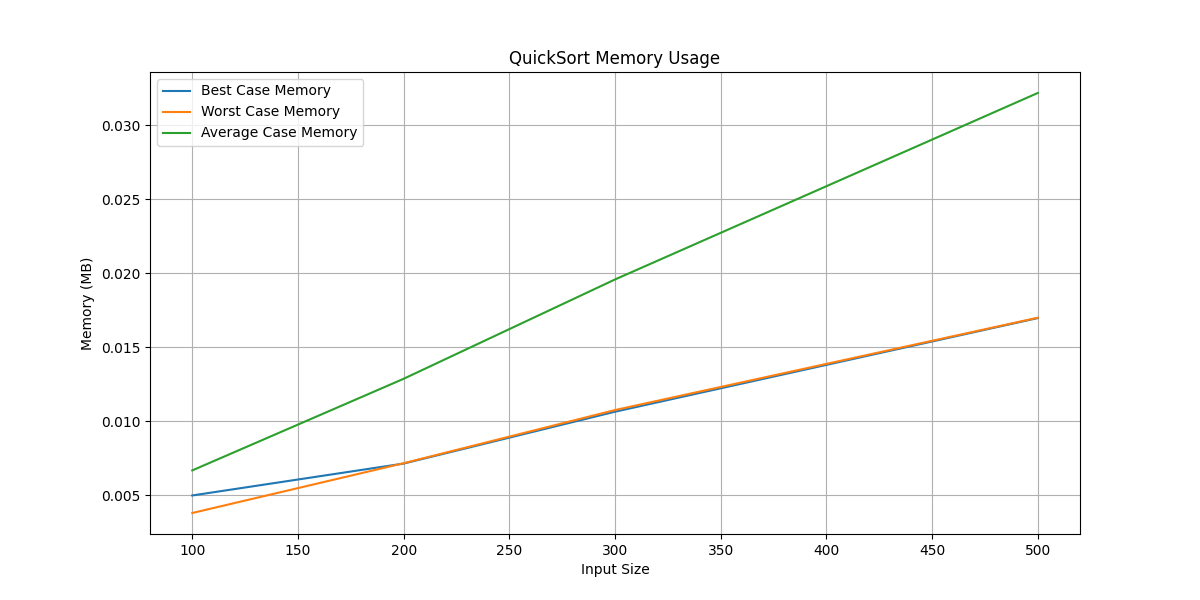 QuickSort Memory Usage
Best Case Memory
Worst Case Memory
Average Case Memory
Memory (MB)
0.030
0.025
0.020
0.015
0.010
0.005
100 150 200 250 300 350 400 450 500
Input Size